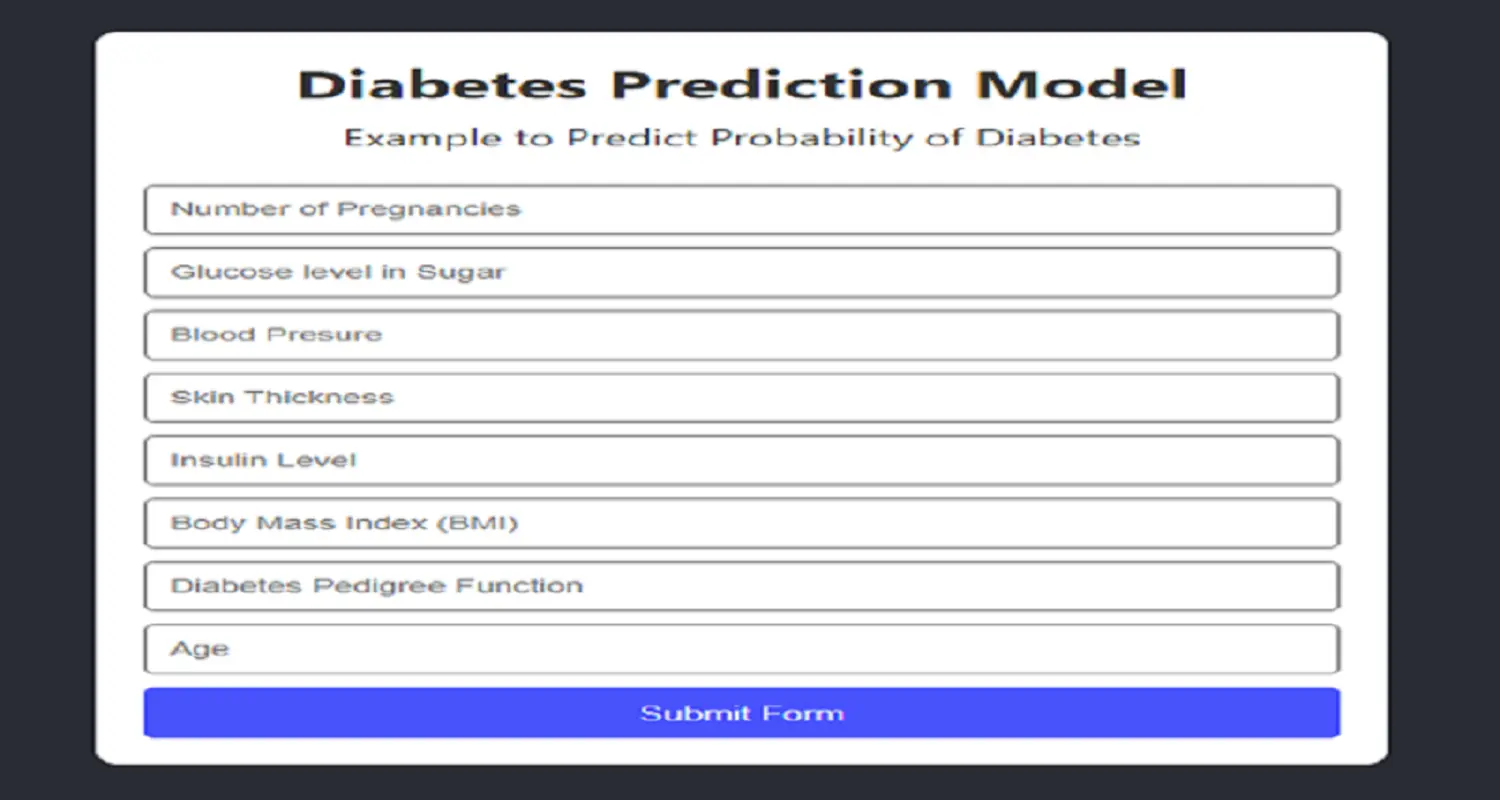 Diabetes Prediction Model
Example to Predict Probability of Diabetes
Number of Pregnancies
Glucose level in Sugar
Blood Presure
Skin Thickness
Insulin Level
Body Mass Index (BMI)
Diabetes Pedigree Function
Age
Submit Form